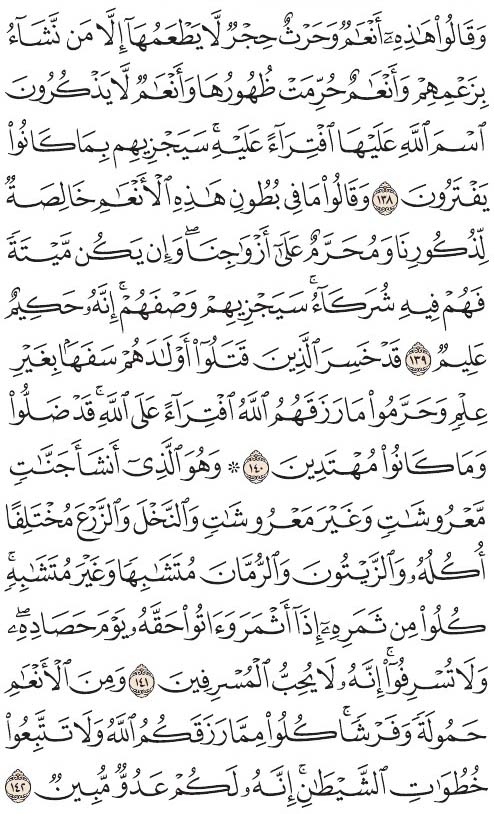 وَقَالُواْ هَٰذِهِۦٓ أَنۡعَٰمٞ وَحَرۡثٌ حِجۡرٞ لَّا يَطۡعَمُهَآ إِلَّا مَن نَّشَآءُ
بِزَعۡمِهِمۡ وَأَنۡعَٰمٌ حُرِّمَتۡ ظُهُورُهَا وَأَنۡعَٰمٞ لَّا يَذۡكُرُونَ
ٱسۡمَ ٱللَّهِ عَلَيۡهَا ٱفۡتِرَآءً عَلَيۡهِۚ سَيَجۡزِيهِم بِمَا كَانُواْ
يَفۡتَرُونَ ١٣٨ وَقَالُواْ مَا فِي بُطُونِ هَٰذِهِ ٱلۡأَنۡعَٰمِ خَالِصَةٞ
لِّذُكُورِنَا وَمُحَرَّمٌ عَلَىٰٓ أَزۡوَٰجِنَاۖ وَإِن يَكُن مَّيۡتَةٗ
فَهُمۡ فِيهِ شُرَكَآءُۚ سَيَجۡزِيهِمۡ وَصۡفَهُمۡۚ إِنَّهُۥ حَكِيمٌ
عَلِيمٞ ١٣٩ قَدۡ خَسِرَ ٱلَّذِينَ قَتَلُوٓاْ أَوۡلَٰدَهُمۡ سَفَهَۢا بِغَيۡرِ
عِلۡمٖ وَحَرَّمُواْ مَا رَزَقَهُمُ ٱللَّهُ ٱفۡتِرَآءً عَلَى ٱللَّهِۚ قَدۡ ضَلُّواْ
وَمَا كَانُواْ مُهۡتَدِينَ ١٤٠ ۞ وَهُوَ ٱلَّذِيٓ أَنشَأَ جَنَّٰتٖ
مَّعۡرُوشَٰتٖ وَغَيۡرَ مَعۡرُوشَٰتٖ وَٱلنَّخۡلَ وَٱلزَّرۡعَ مُخۡتَلِفًا
أُكُلُهُۥ وَٱلزَّيۡتُونَ وَٱلرُّمَّانَ مُتَشَٰبِهٗا وَغَيۡرَ مُتَشَٰبِهٖۚ
كُلُواْ مِن ثَمَرِهِۦٓ إِذَآ أَثۡمَرَ وَءَاتُواْ حَقَّهُۥ يَوۡمَ حَصَادِهِۦۖ
وَلَا تُسۡرِفُوٓاْۚ إِنَّهُۥ لَا يُحِبُّ ٱلۡمُسۡرِفِينَ ١٤١ وَمِنَ ٱلۡأَنۡعَٰمِ
حَمُولَةٗ وَفَرۡشٗاۚ كُلُواْ مِمَّا رَزَقَكُمُ ٱللَّهُ وَلَا تَتَّبِعُواْ
خُطُوَٰتِ ٱلشَّيۡطَٰنِۚ إِنَّهُۥ لَكُمۡ عَدُوّٞ مُّبِينٞ ١٤٢